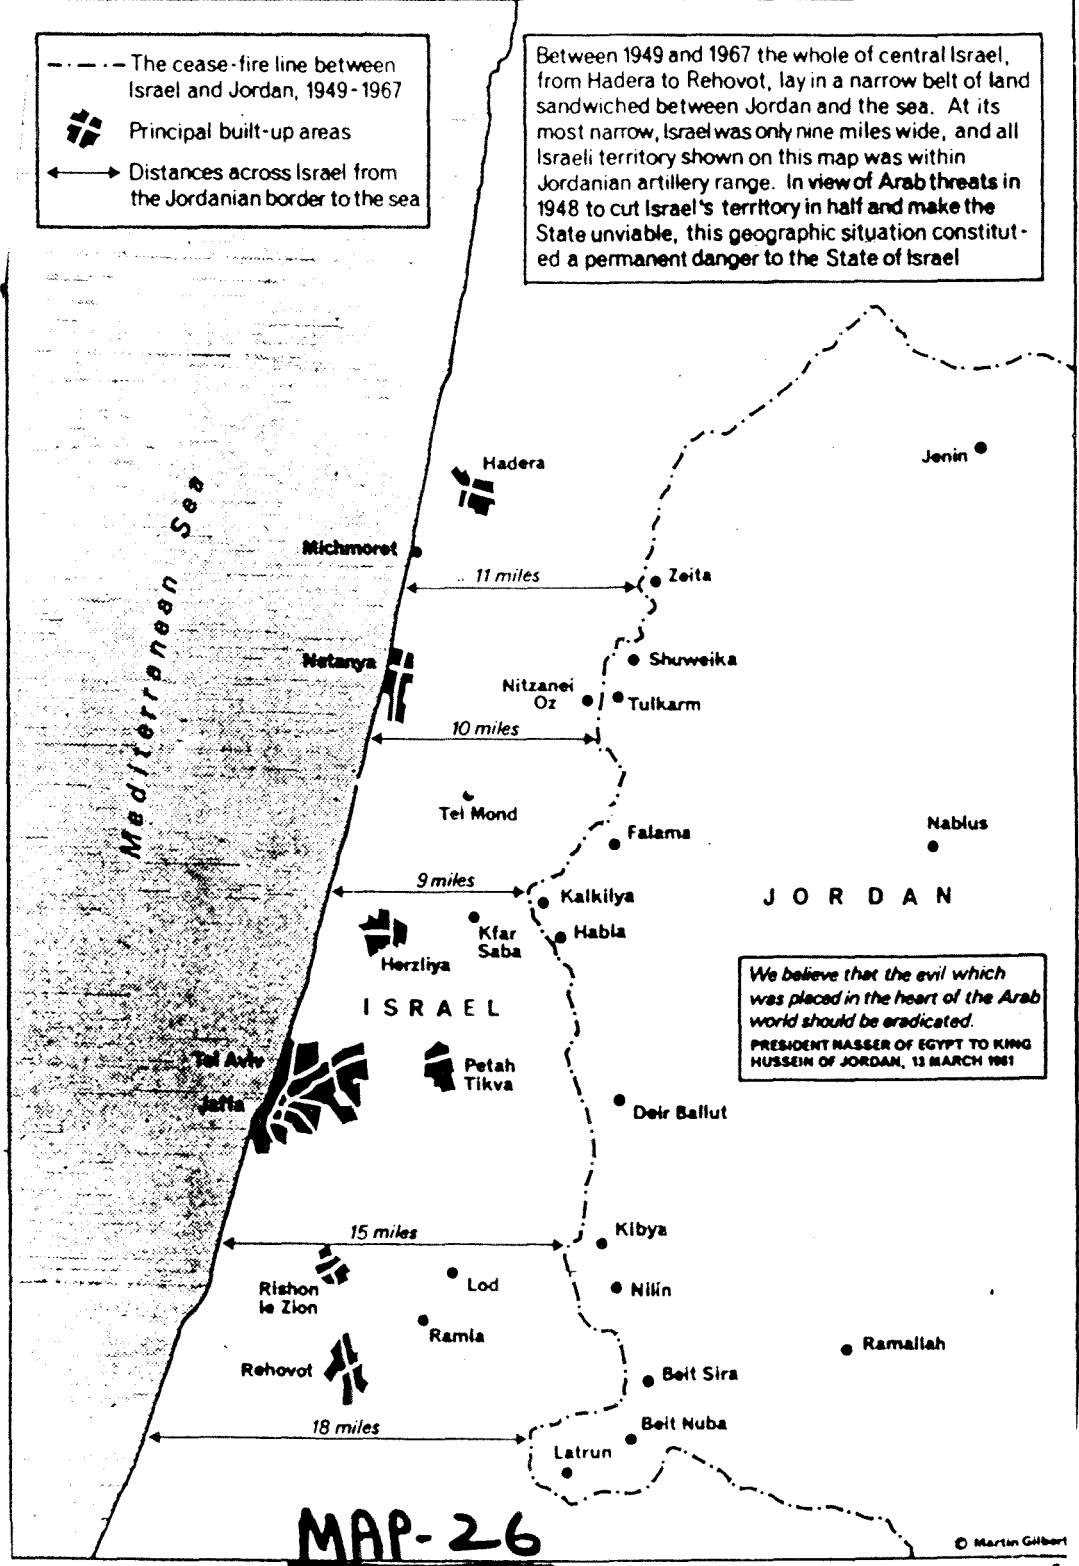 The cease-fire line between
Israel and Jordan, 1949-1967
Principal built-up areas
Distances across Israel from
the Jordanian border to the sea
Between 1949 and 1967 the whole of central Israel,
from Hadera to Rehovot, lay in a narrow belt of land
sandwiched between Jordan and the sea. At its
most narrow, Israel was only nine miles wide, and all
Israeli territory shown on this map was within
Jordanian artillery range. In view of Arab threats in
1948 to cut Israel's territory in half and make the
State unviable, this geographic situation constitut-
ed a permanent danger to the State of Israel
Jenin
Hadera
Mediterranean Sea
Michmoret
11 miles
Zeita
Netanya
Shuweika
Nitzanei
Oz
Tulkarm
10 miles
Tel Mond
Falama
Nablus
9 miles
Kalkilya
JORDAN
Kfar
Saba
Habla
Herzliya
ISRAEL
We believe that the evil which
was placed in the heart of the Arab
world should be eradicated.
PRESIDENT NASSER OF EGYPT TO KING
HUSSEIN OF JORDAN, 13 MARCH 1961
Tel Aviv
Jaffa
Petah
Tikva
Deir Ballut
15 miles
Kibya
Rishon
le Zion
Lod
Nilin
Ramla
Ramallah
Rehovot
Beit Sira
18 miles
Beit Nuba
Latrun
MAP-26
© Martin Gilbert